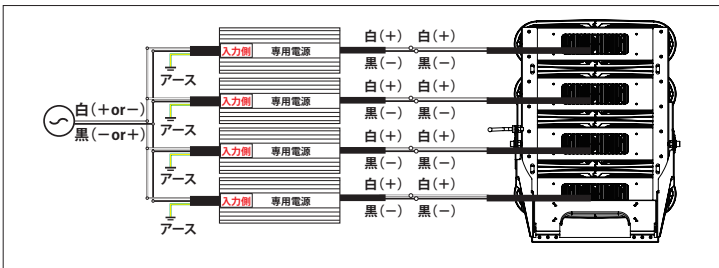 白(+) 白(+)
入力側 専用電源
黒(−) 黒(−)
アース
白(+) 白(+)
入力側 専用電源
白(+or−)
黒(−) 黒(−)
アース
黒(−or+)
白(+) 白(+)
入力側 専用電源
黒(−) 黒(−)
アース
白(+) 白(+)
入力側 専用電源
黒(−) 黒(−)
アース